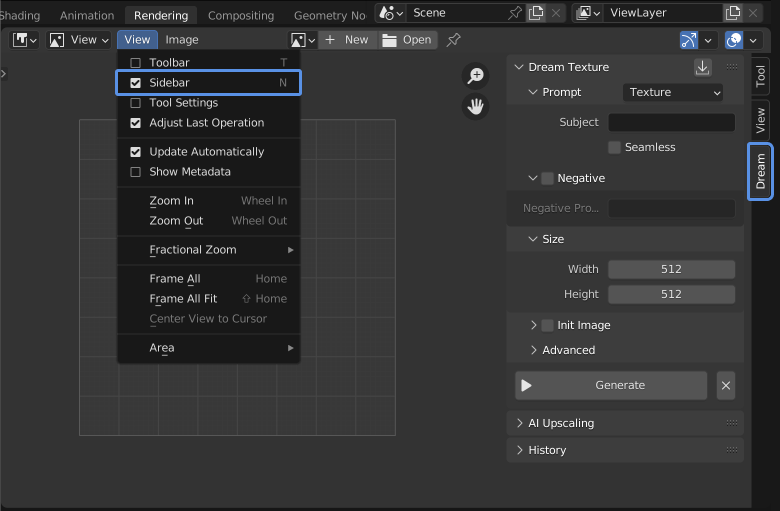 Shading Animation Rendering Compositing Geometry No Scene ViewLayer
View View Image New Open
Toolbar T
Sidebar N
Tool Settings
Adjust Last Operation
Update Automatically
Show Metadata
Zoom In Wheel In
Zoom Out Wheel Out
Fractional Zoom
Frame All Home
Frame All Fit ⇧ Home
Center View to Cursor
Area
Dream Texture
Prompt Texture
Subject
Seamless
Negative
Negative Pro...
Size
Width 512
Height 512
Init Image
Advanced
Generate
AI Upscaling
History
Tool
View
Dream